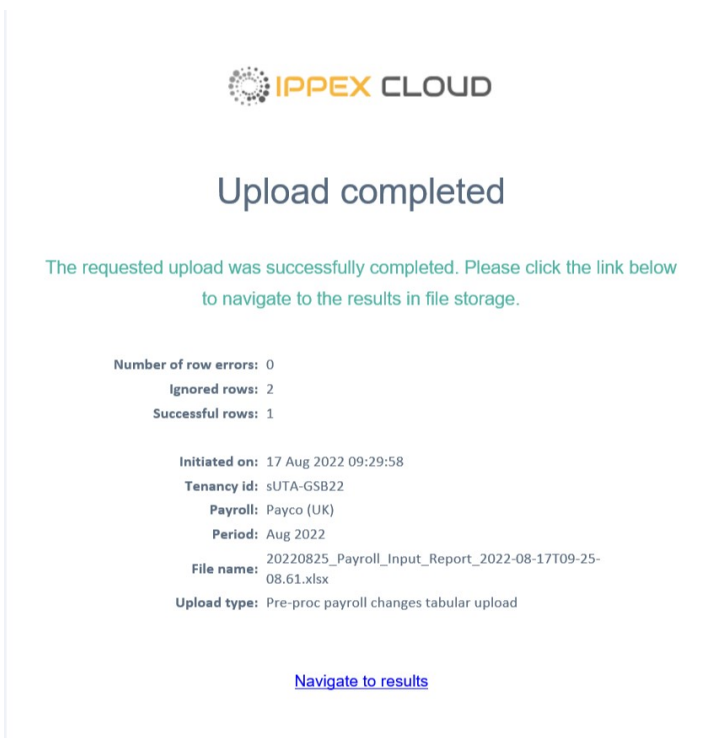 IPPEX CLOUD
Upload completed
The requested upload was successfully completed. Please click the link below
to navigate to the results in file storage.
Number of row errors: 0
Ignored rows: 2
Successful rows: 1
Initiated on: 17 Aug 2022 09:29:58
Tenancy id: sUTA-GSB22
Payroll: Payco (UK)
Period: Aug 2022
File name: 20220825_Payroll_Input_Report_2022-08-17T09-25-
08.61.xlsx
Upload type: Pre-proc payroll changes tabular upload
Navigate to results